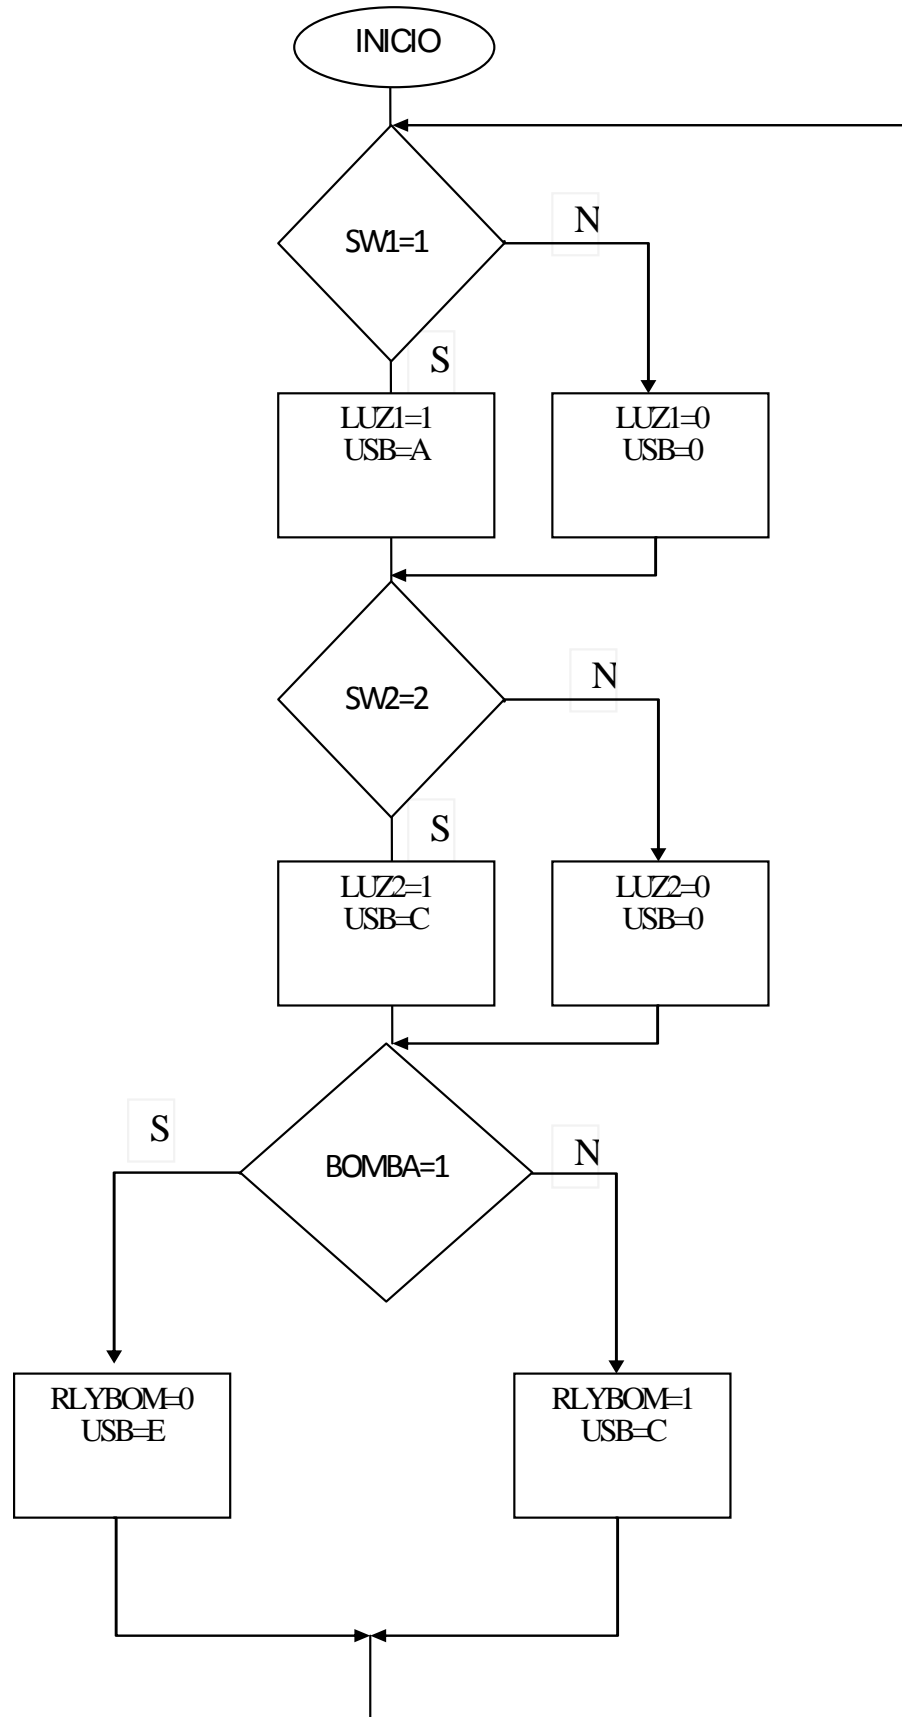 INICIO
SW1=1
N
S
LUZ1=1
USB=A
LUZ1=0
USB=0
SW2=2
N
S
LUZ2=1
USB=C
LUZ2=0
USB=0
S
BOMBA=1
N
RLYBOM=0
USB=E
RLYBOM=1
USB=C